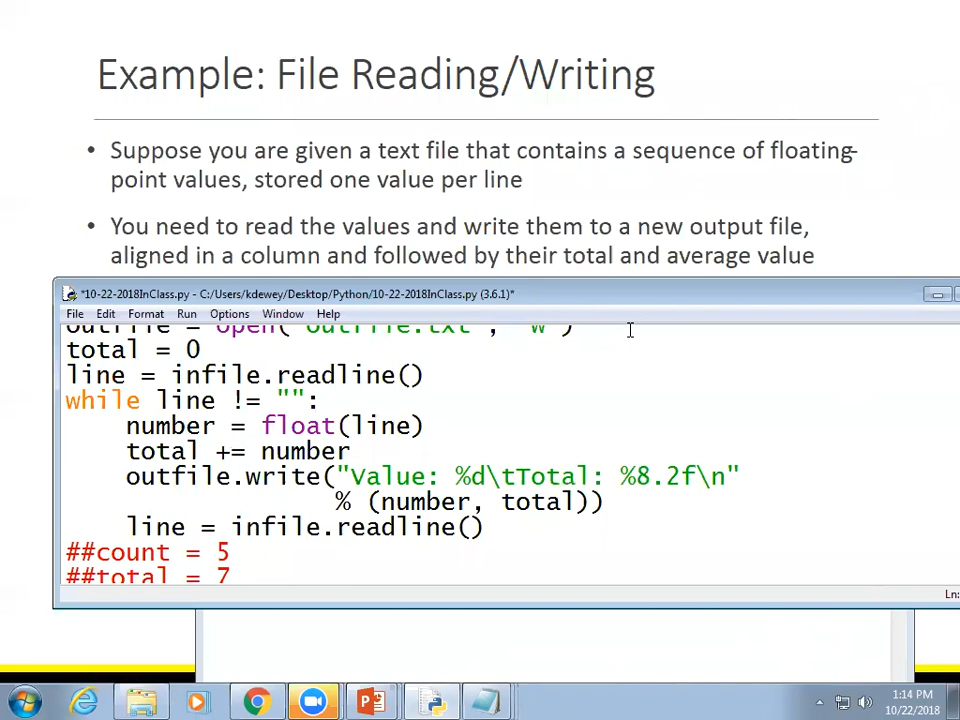 Example: File Reading/Writing
• Suppose you are given a text file that contains a sequence of floating-
point values, stored one value per line
• You need to read the values and write them to a new output file,
aligned in a column and followed by their total and average value
*10-22-2018InClass.py - C:/Users/kdewey/Desktop/Python/10-22-2018InClass.py (3.6.1)*
File Edit Format Run Options Window Help
outfile = open("outfile.txt", "w")
total = 0
line = infile.readline()
while line != "":
    number = float(line)
    total += number
    outfile.write("Value: %d\tTotal: %8.2f\n"
                  % (number, total))
    line = infile.readline()
##count = 5
##total = 7
Ln:
1:14 PM
10/22/2018